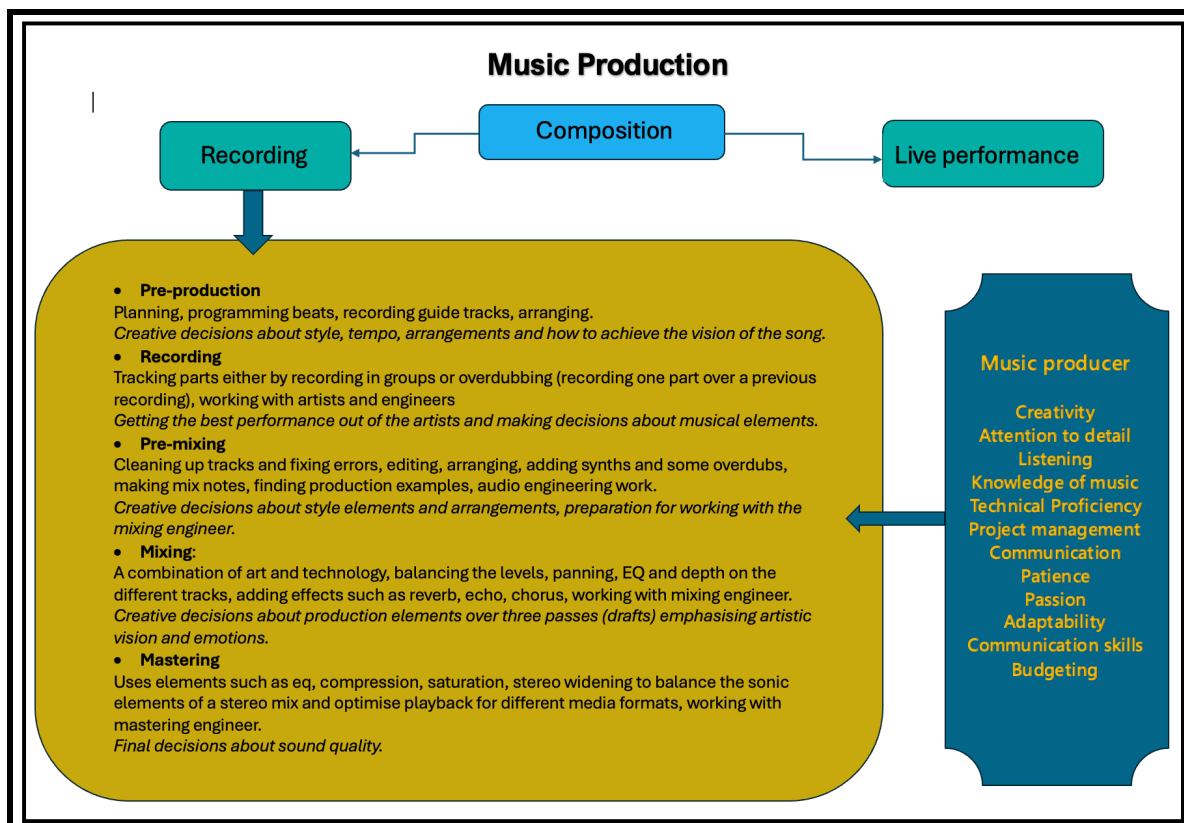 Music Production
Composition
Recording
Live performance
• Pre-production
Planning, programming beats, recording guide tracks, arranging.
Creative decisions about style, tempo, arrangements and how to achieve the vision of the song.
• Recording
Tracking parts either by recording in groups or overdubbing (recording one part over a previous
recording), working with artists and engineers
Getting the best performance out of the artists and making decisions about musical elements.
• Pre-mixing
Cleaning up tracks and fixing errors, editing, arranging, adding synths and some overdubs,
making mix notes, finding production examples, audio engineering work.
Creative decisions about style elements and arrangements, preparation for working with the
mixing engineer.
• Mixing:
A combination of art and technology, balancing the levels, panning, EQ and depth on the
different tracks, adding effects such as reverb, echo, chorus, working with mixing engineer.
Creative decisions about production elements over three passes (drafts) emphasising artistic
vision and emotions.
• Mastering
Uses elements such as eq, compression, saturation, stereo widening to balance the sonic
elements of a stereo mix and optimise playback for different media formats, working with
mastering engineer.
Final decisions about sound quality.
Music producer
Creativity
Attention to detail
Listening
Knowledge of music
Technical Proficiency
Project management
Communication
Patience
Passion
Adaptability
Communication skills
Budgeting